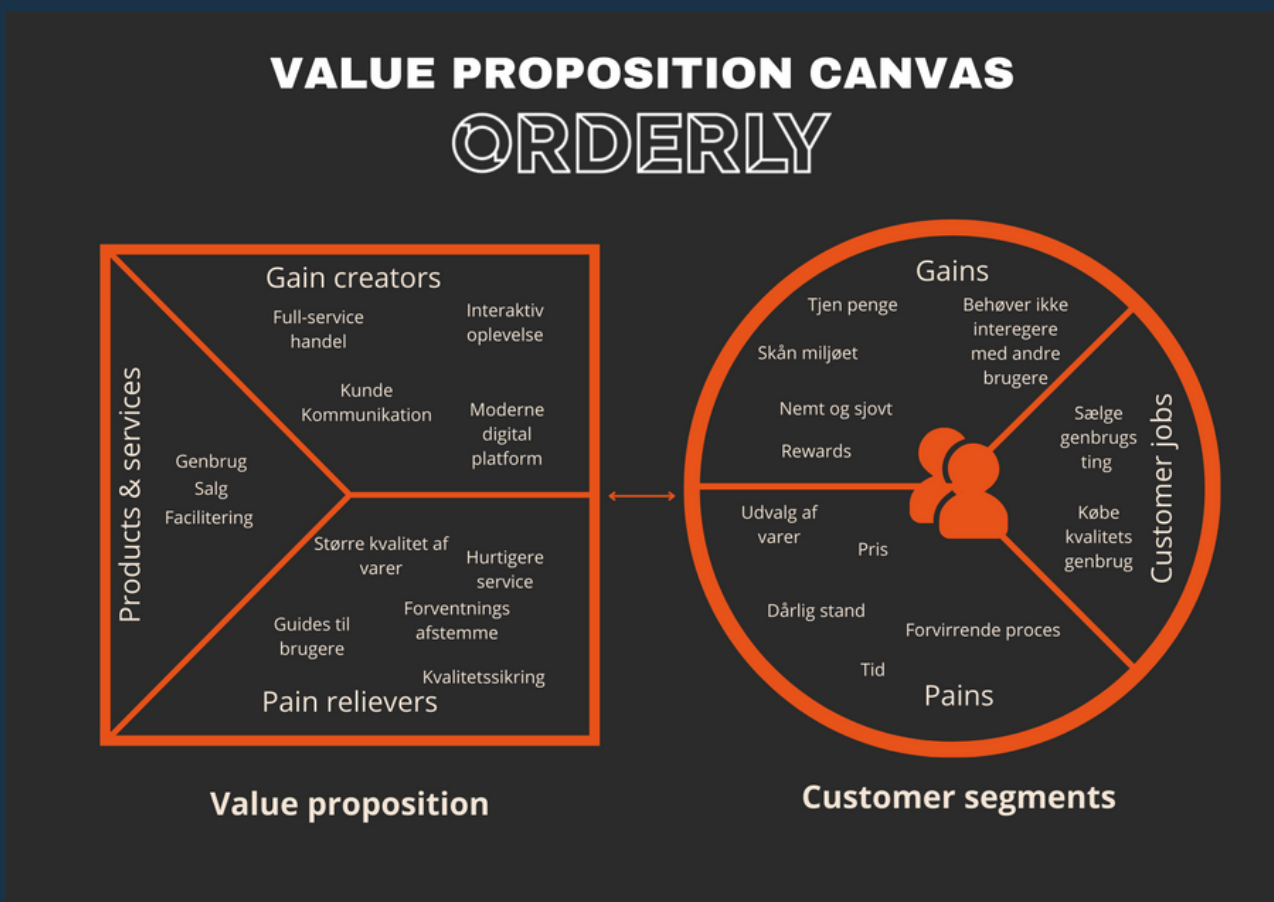 VALUE PROPOSITION CANVAS
ORDERLY
Gain creators
Full-service
handel
Interaktiv
oplevelse
Kunde
Kommunikation
Moderne
digital
platform
Products & services
Genbrug
Salg
Facilitering
Større kvalitet af
varer
Hurtigere
service
Forventnings
afstemme
Guides til
brugere
Kvalitetssikring
Pain relievers
Value proposition
Gains
Tjen penge
Behøver ikke
interegere
med andre
brugere
Skån miljøet
Nemt og sjovt
Rewards
Sælge
genbrugs
ting
Købe
kvalitets
genbrug
Customer jobs
Udvalg af
varer
Pris
Dårlig stand
Forvirrende proces
Tid
Pains
Customer segments